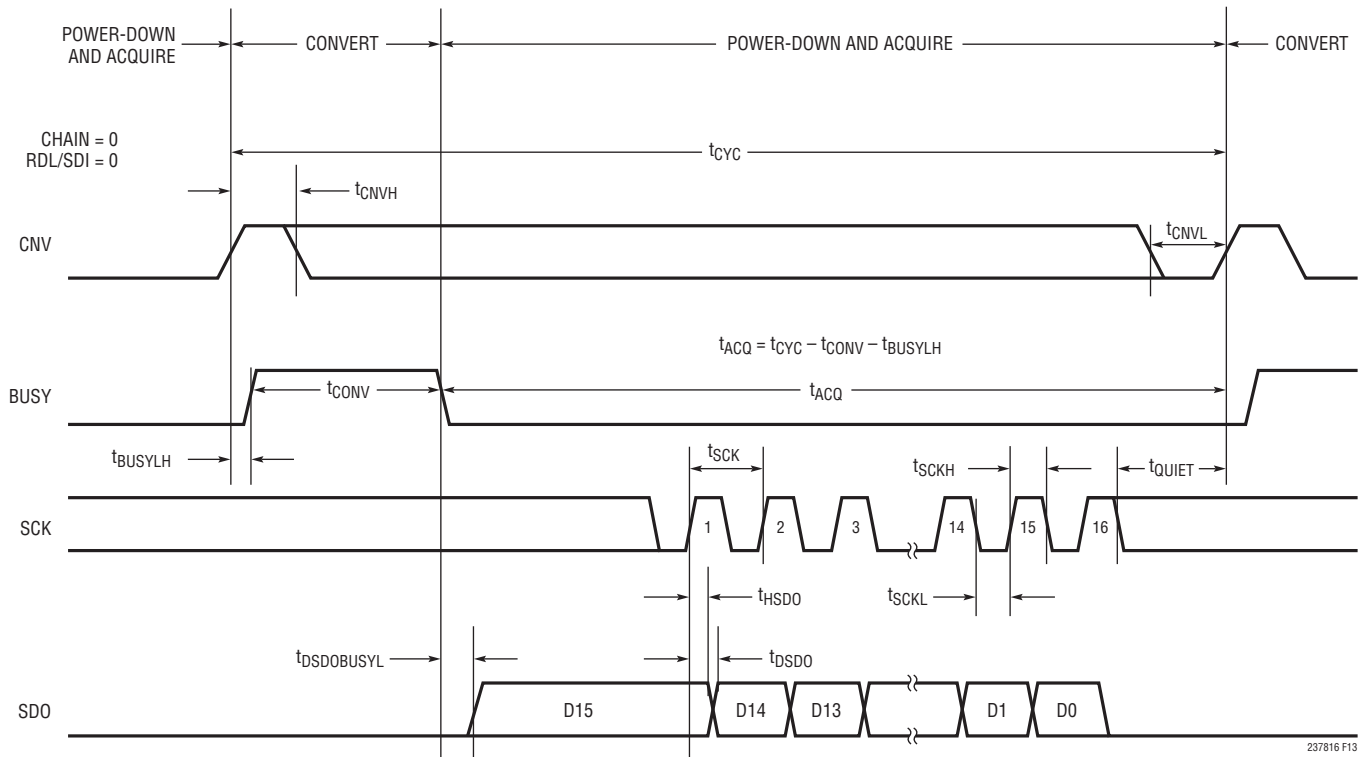 POWER-DOWN
AND ACQUIRE
CONVERT
POWER-DOWN AND ACQUIRE
CONVERT
CHAIN = 0
RDL/SDI = 0
tCYC
tCNVH
CNV
tCNVL
tACQ = tCYC – tCONV – tBUSYLH
BUSY
tCONV
tACQ
tBUSYLH
tSCK
tSCKH
tQUIET
SCK
1
2
3
14
15
16
tHSDO
tSCKL
tDSDOBUSYL
tDSDO
SDO
D15
D14
D13
D1
D0
237816 F13